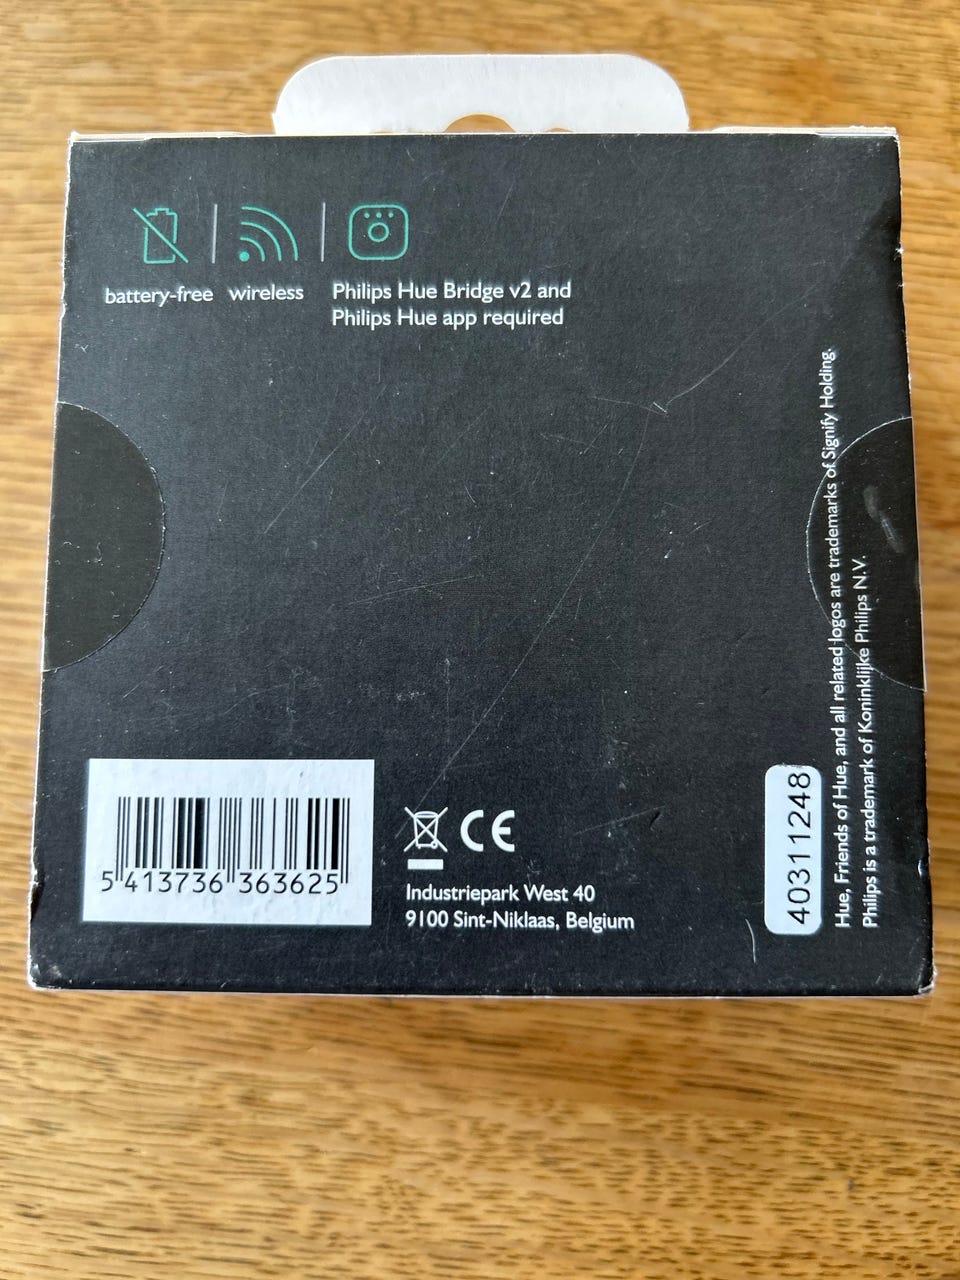 battery-free
wireless
Philips Hue Bridge v2 and
Philips Hue app required
Hue, Friends of Hue, and all related logos are trademarks of Signify Holding.
Philips is a trademark of Koninklijke Philips N.V.
5 413736 363625
CE
Industriepark West 40
9100 Sint-Niklaas, Belgium
40311248